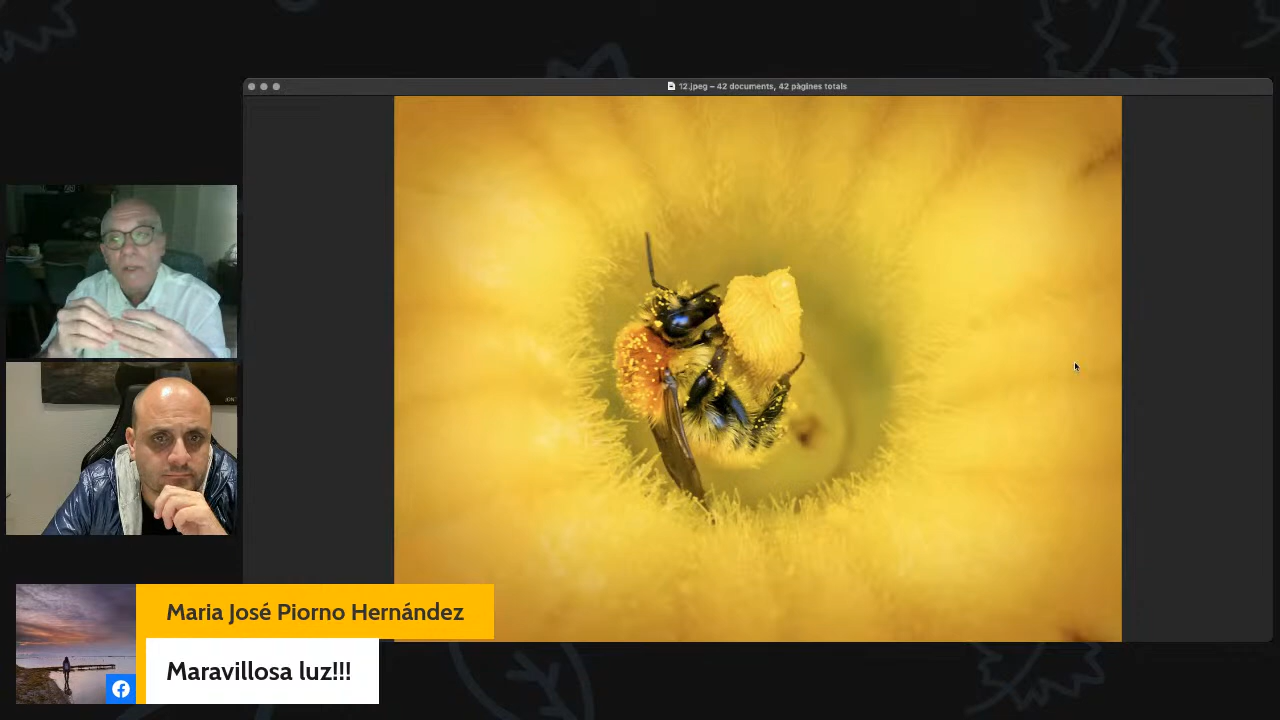 12.jpeg – 42 documents, 42 pàgines totals
Maria José Piorno Hernández
Maravillosa luz!!!